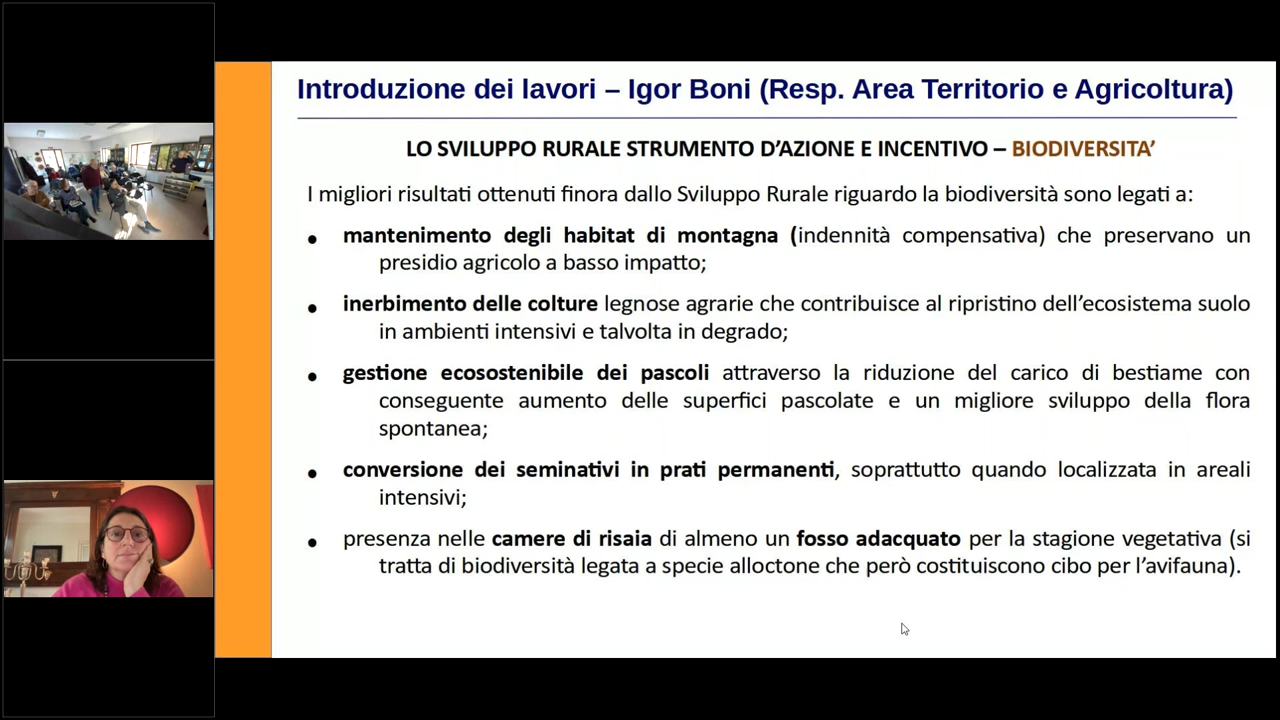 Introduzione dei lavori – Igor Boni (Resp. Area Territorio e Agricoltura)
LO SVILUPPO RURALE STRUMENTO D’AZIONE E INCENTIVO – BIODIVERSITA’
I migliori risultati ottenuti finora dallo Sviluppo Rurale riguardo la biodiversità sono legati a:
● mantenimento degli habitat di montagna (indennità compensativa) che preservano un
presidio agricolo a basso impatto;
● inerbimento delle colture legnose agrarie che contribuisce al ripristino dell’ecosistema suolo
in ambienti intensivi e talvolta in degrado;
● gestione ecosostenibile dei pascoli attraverso la riduzione del carico di bestiame con
conseguente aumento delle superfici pascolate e un migliore sviluppo della flora
spontanea;
● conversione dei seminativi in prati permanenti, soprattutto quando localizzata in areali
intensivi;
● presenza nelle camere di risaia di almeno un fosso adacquato per la stagione vegetativa (si
tratta di biodiversità legata a specie alloctone che però costituiscono cibo per l’avifauna).